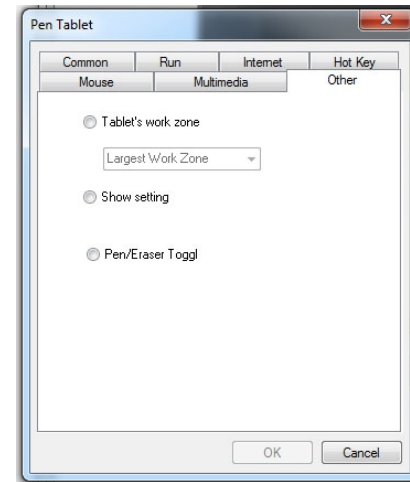 Pen Tablet
Common Run Internet Hot Key
Mouse Multimedia Other
Tablet's work zone
Largest Work Zone
Show setting
Pen/Eraser Toggl
OK Cancel